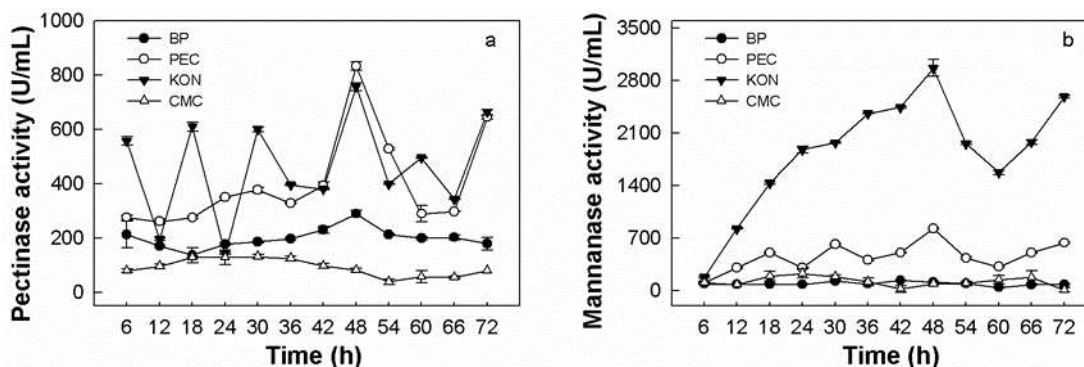 Pectinase activity (U/mL)
1000
800
600
400
200
0
BP
PEC
KON
CMC
a
6 12 18 24 30 36 42 48 54 60 66 72
Time (h)
Mannanase activity (U/mL)
3500
2800
2100
1400
700
0
BP
PEC
KON
CMC
b
6 12 18 24 30 36 42 48 54 60 66 72
Time (h)